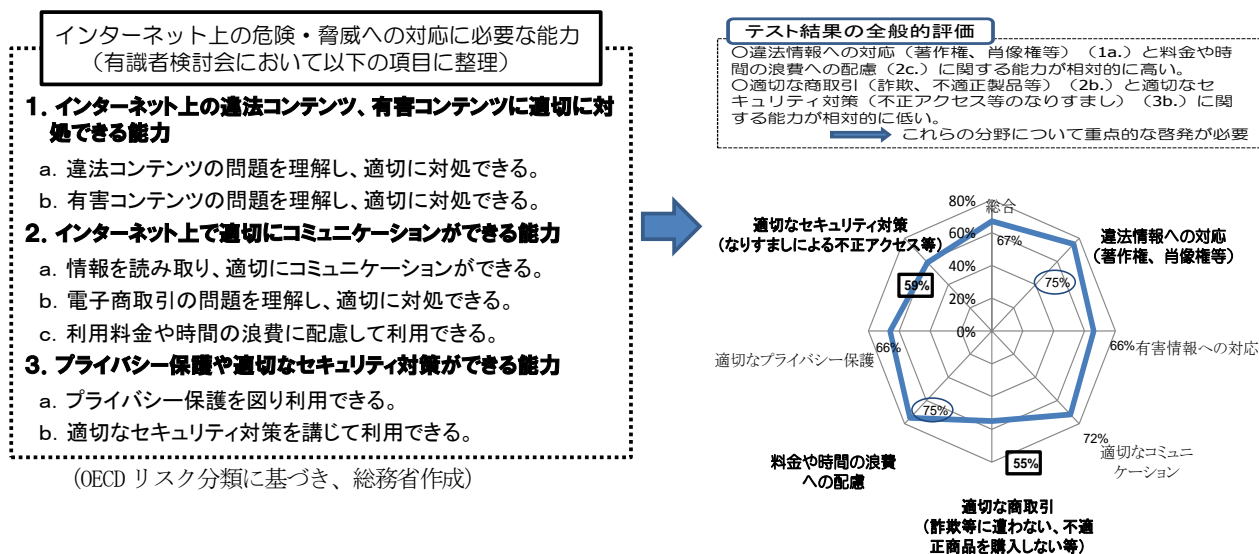 インターネット上の危険・脅威への対応に必要な能力
（有識者検討会において以下の項目に整理）
1. インターネット上の違法コンテンツ、有害コンテンツに適切に対
処できる能力
a. 違法コンテンツの問題を理解し、適切に対処できる。
b. 有害コンテンツの問題を理解し、適切に対処できる。
2. インターネット上で適切にコミュニケーションができる能力
a. 情報を読み取り、適切にコミュニケーションができる。
b. 電子商取引の問題を理解し、適切に対処できる。
c. 利用料金や時間の浪費に配慮して利用できる。
3. プライバシー保護や適切なセキュリティ対策ができる能力
a. プライバシー保護を図り利用できる。
b. 適切なセキュリティ対策を講じて利用できる。
（OECD リスク分類に基づき、総務省作成）
テスト結果の全般的評価
○違法情報への対応（著作権、肖像権等）（1a.）と料金や時
間の浪費への配慮（2c.）に関する能力が相対的に高い。
○適切な商取引（詐欺、不適正製品等）（2b.）と適切なセ
キュリティ対策（不正アクセス等のなりすまし）（3b.）に関
する能力が相対的に低い。
これらの分野について重点的な啓発が必要
80%
60%
40%
20%
0%
総合
67%
違法情報への対応
（著作権、肖像権等）
75%
66%
有害情報への対応
72%
適切なコミュニ
ケーション
55%
適切な商取引
（詐欺等に遭わない、不適
正商品を購入しない等）
75%
料金や時間の浪費
への配慮
66%
適切なプライバシー保護
59%
適切なセキュリティ対策
（なりすましによる不正アクセス等）